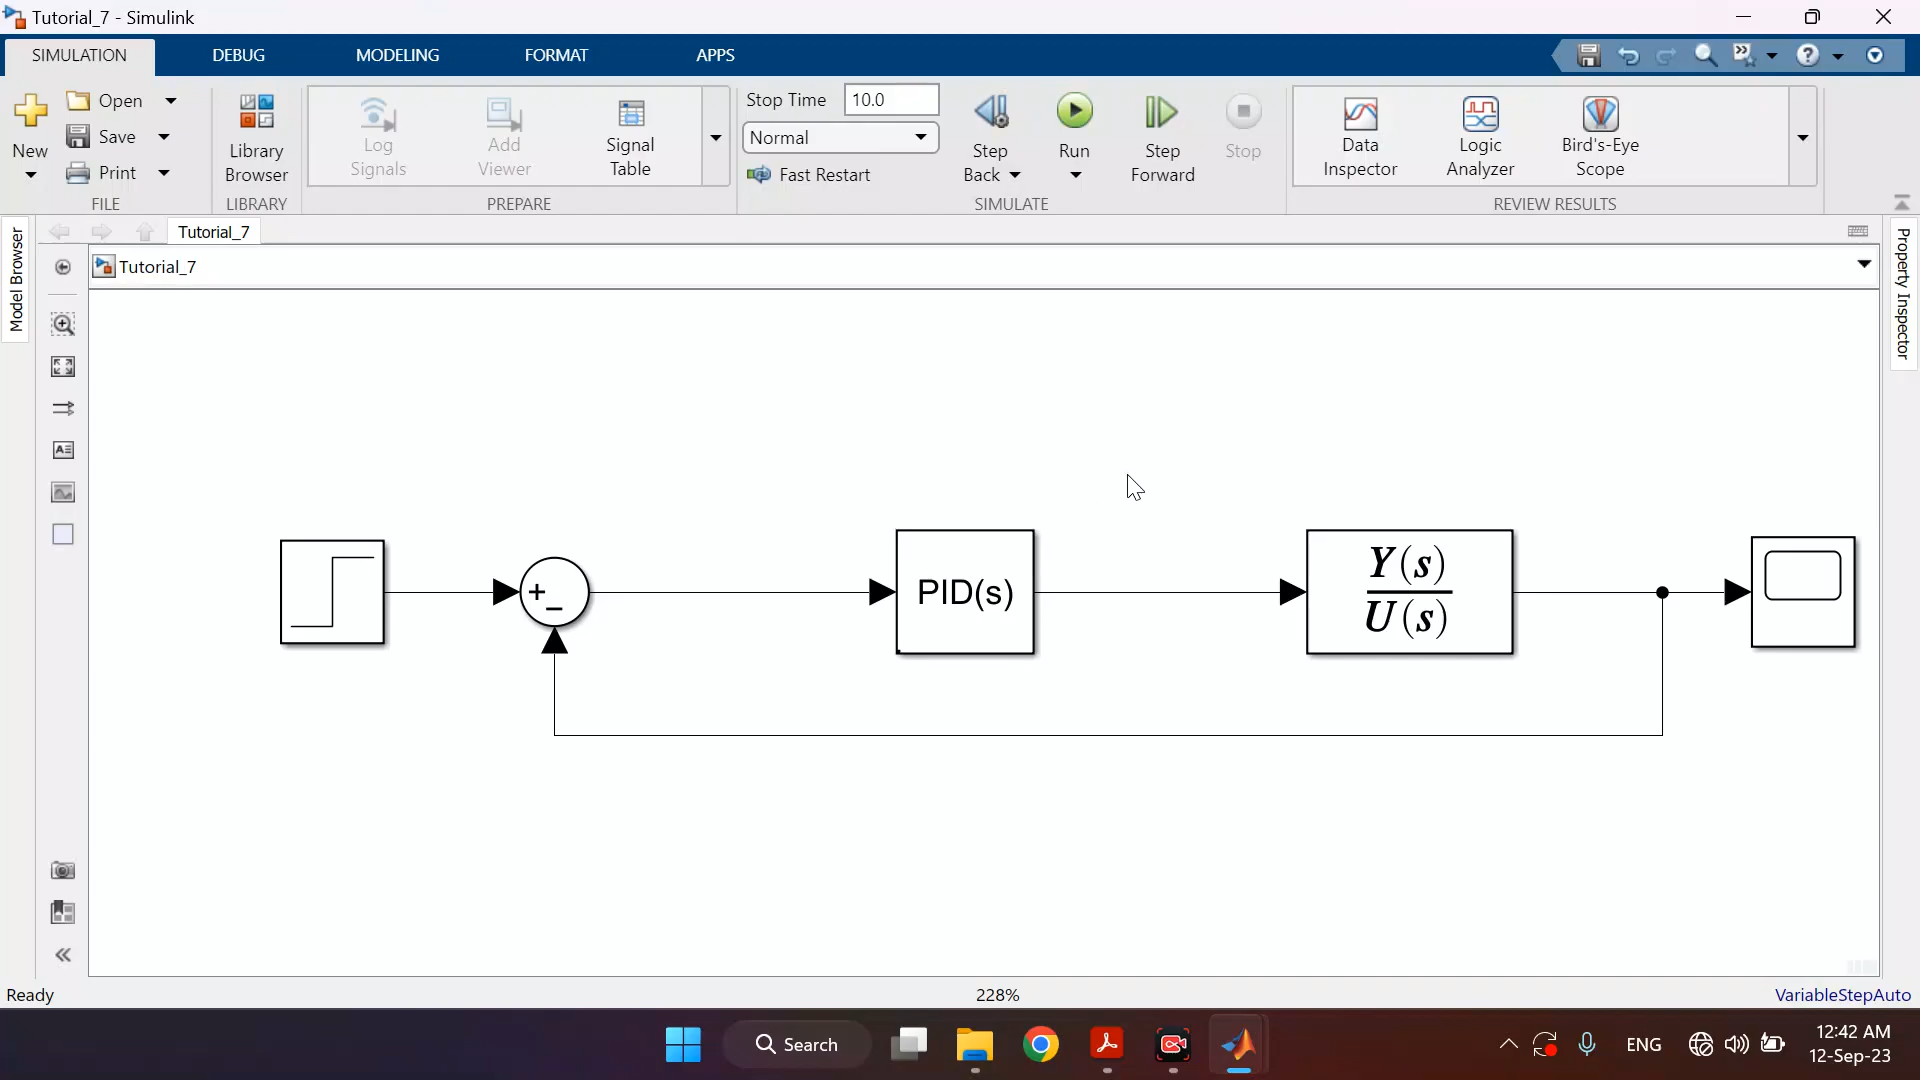 Tutorial_7 - Simulink
SIMULATION DEBUG MODELING FORMAT APPS
New
Open
Save
Print
FILE
Library
Browser
LIBRARY
Log
Signals
Add
Viewer
Signal
Table
PREPARE
Stop Time 10.0
Normal
Fast Restart
Step
Back
Run
Step
Forward
Stop
SIMULATE
Data
Inspector
Logic
Analyzer
Bird's-Eye
Scope
REVIEW RESULTS
Model Browser
Tutorial_7
Tutorial_7
Property Inspector
+
−
PID(s)
Y(s)
U(s)
Ready 228% VariableStepAuto
Search
ENG
12:42 AM
12-Sep-23